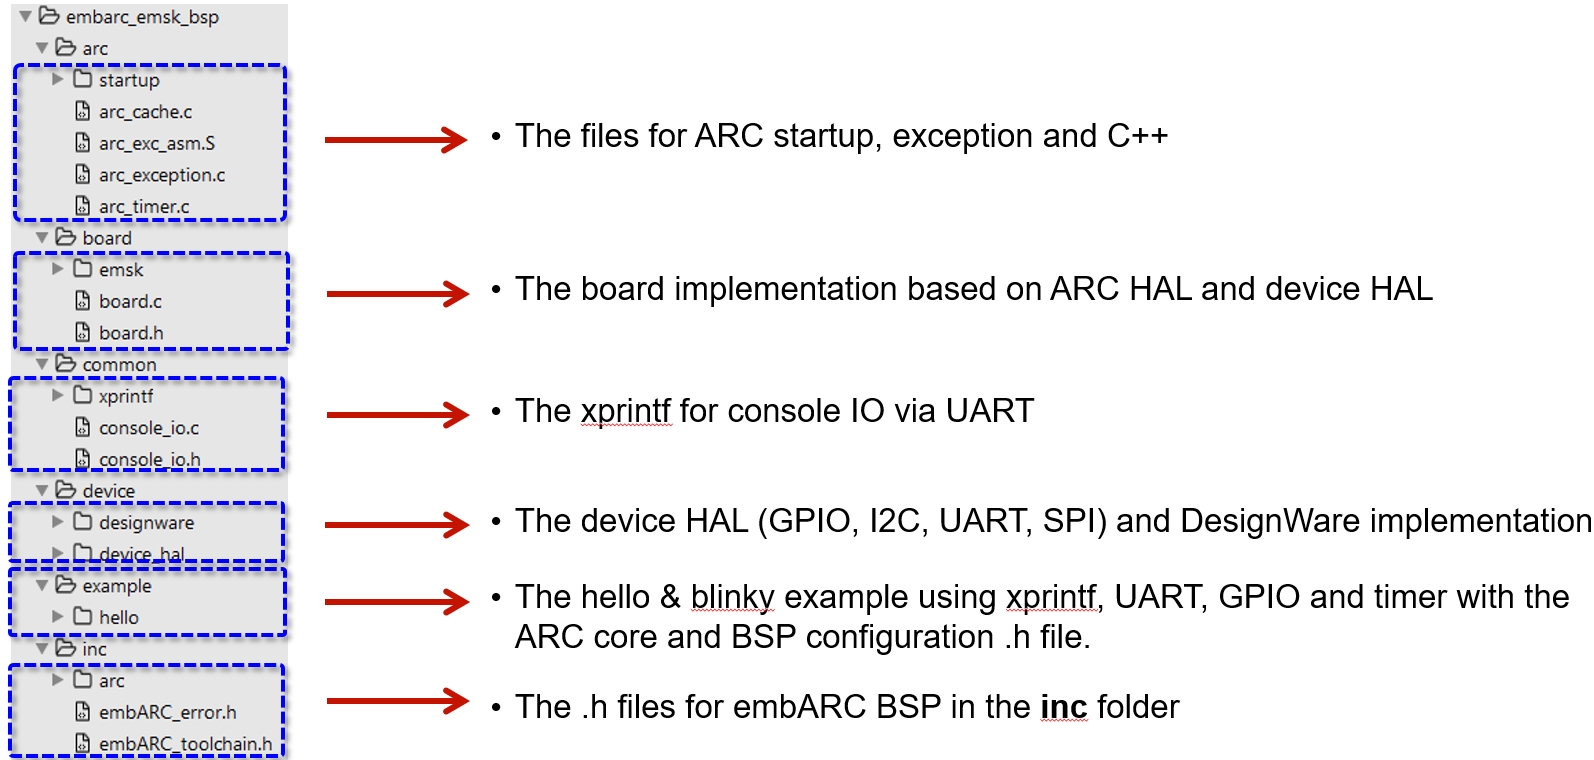 embarc_emsk_bsp
arc
startup
arc_cache.c
arc_exc_asm.S
arc_exception.c
arc_timer.c
• The files for ARC startup, exception and C++
board
emsk
board.c
board.h
• The board implementation based on ARC HAL and device HAL
common
xprintf
console_io.c
console_io.h
• The xprintf for console IO via UART
device
designware
device_hal
• The device HAL (GPIO, I2C, UART, SPI) and DesignWare implementation
example
hello
• The hello & blinky example using xprintf, UART, GPIO and timer with the
ARC core and BSP configuration .h file.
inc
arc
embARC_error.h
embARC_toolchain.h
• The .h files for embARC BSP in the inc folder